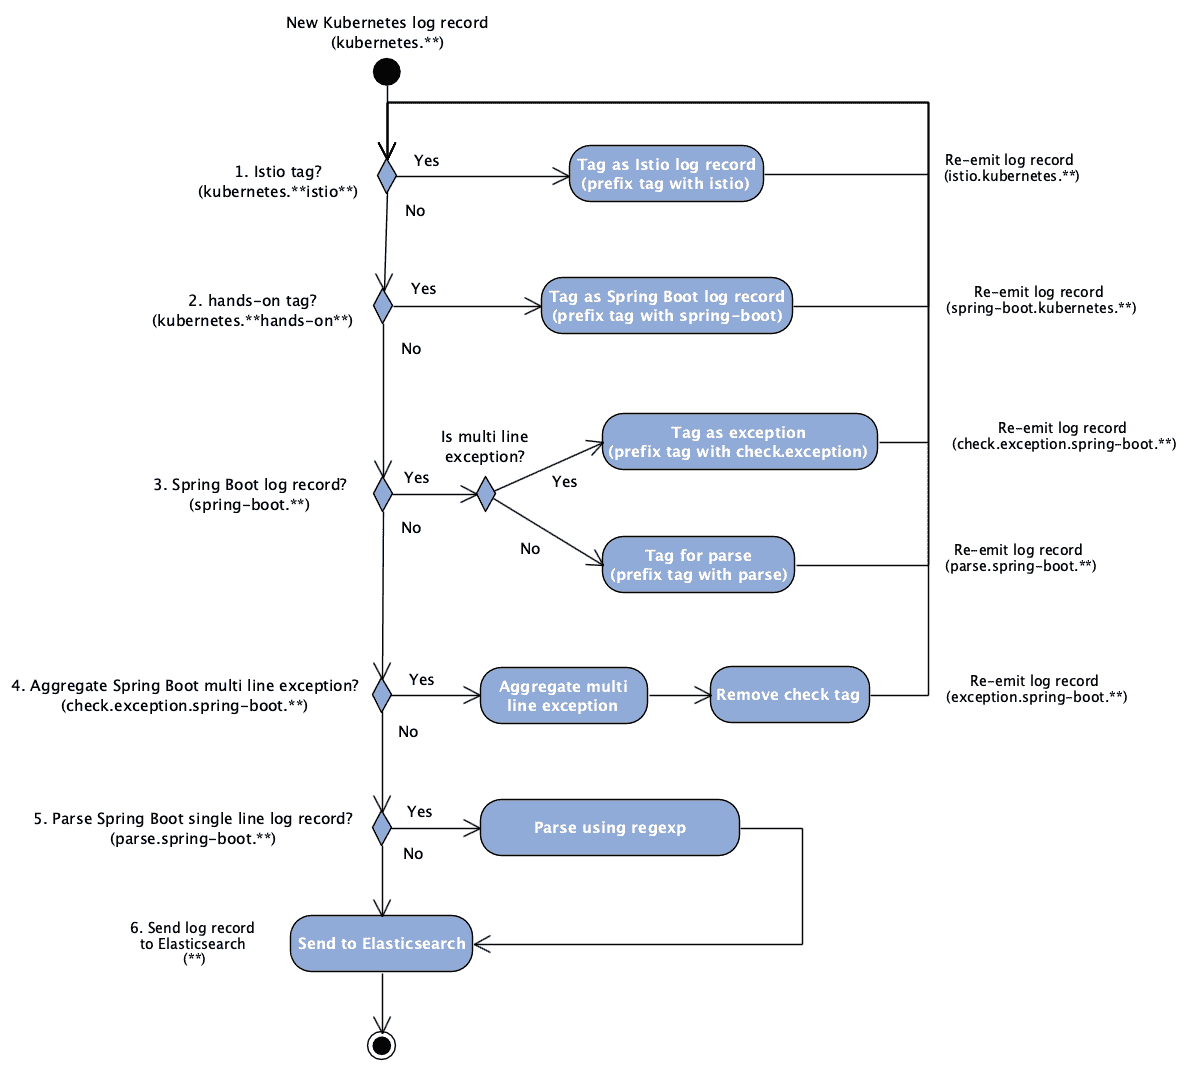 New Kubernetes log record
(kubernetes.**)
1. Istio tag?
(kubernetes.**istio**)
Yes
No
Tag as Istio log record
(prefix tag with istio)
Re-emit log record
(istio.kubernetes.**)
2. hands-on tag?
(kubernetes.**hands-on**)
Yes
No
Tag as Spring Boot log record
(prefix tag with spring-boot)
Re-emit log record
(spring-boot.kubernetes.**)
3. Spring Boot log record?
(spring-boot.**)
Yes
No
Is multi line
exception?
Yes
No
Tag as exception
(prefix tag with check.exception)
Re-emit log record
(check.exception.spring-boot.**)
Tag for parse
(prefix tag with parse)
Re-emit log record
(parse.spring-boot.**)
4. Aggregate Spring Boot multi line exception?
(check.exception.spring-boot.**)
Yes
No
Aggregate multi
line exception
Remove check tag
Re-emit log record
(exception.spring-boot.**)
5. Parse Spring Boot single line log record?
(parse.spring-boot.**)
Yes
No
Parse using regexp
6. Send log record
to Elasticsearch
(**)
Send to Elasticsearch